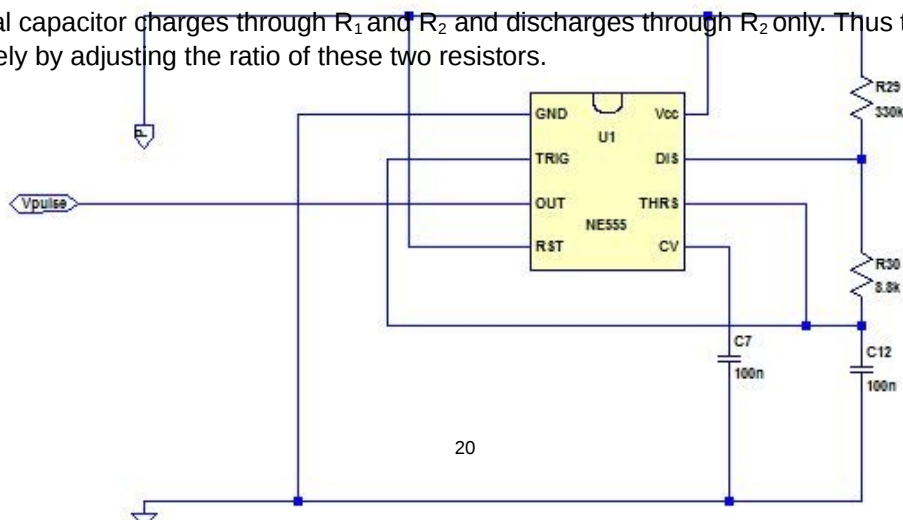 al capacitor charges through R₁ and R₂ and discharges through R₂ only. Thus t
ely by adjusting the ratio of these two resistors.
R29
330k
GND
Vcc
U1
TRIG
DIS
Vpulse
OUT
THRS
NE555
RST
CV
R30
8.8k
C7
100n
C12
100n
20